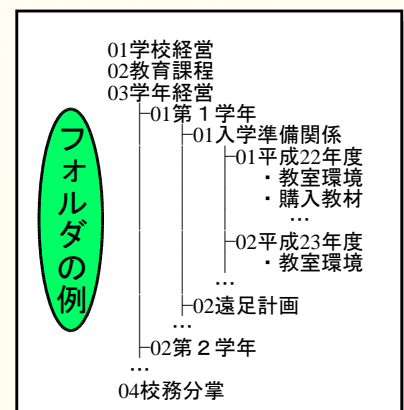 フォルダの例
01学校経営
02教育課程
03学年経営
01第１学年
01入学準備関係
01平成22年度
・教室環境
・購入教材
…
02平成23年度
・教室環境
…
02遠足計画
…
02第２学年
…
04校務分掌